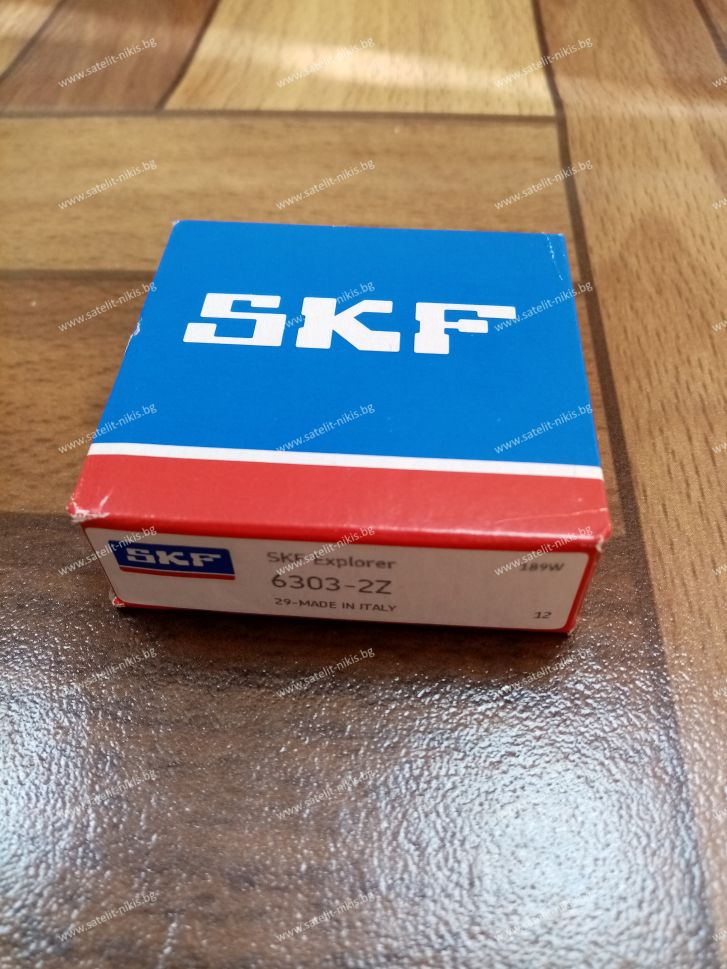 www.satelit-nikis.bg
SKF
SKF
SKF Explorer
6303-2Z
29-MADE IN ITALY
189W
12